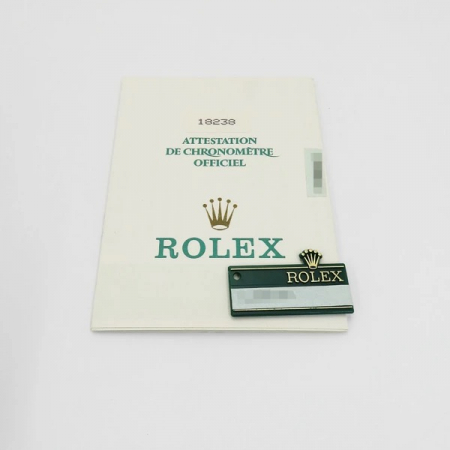 18238
ATTESTATION
DE CHRONOMÈTRE
OFFICIEL
ROLEX
ROLEX